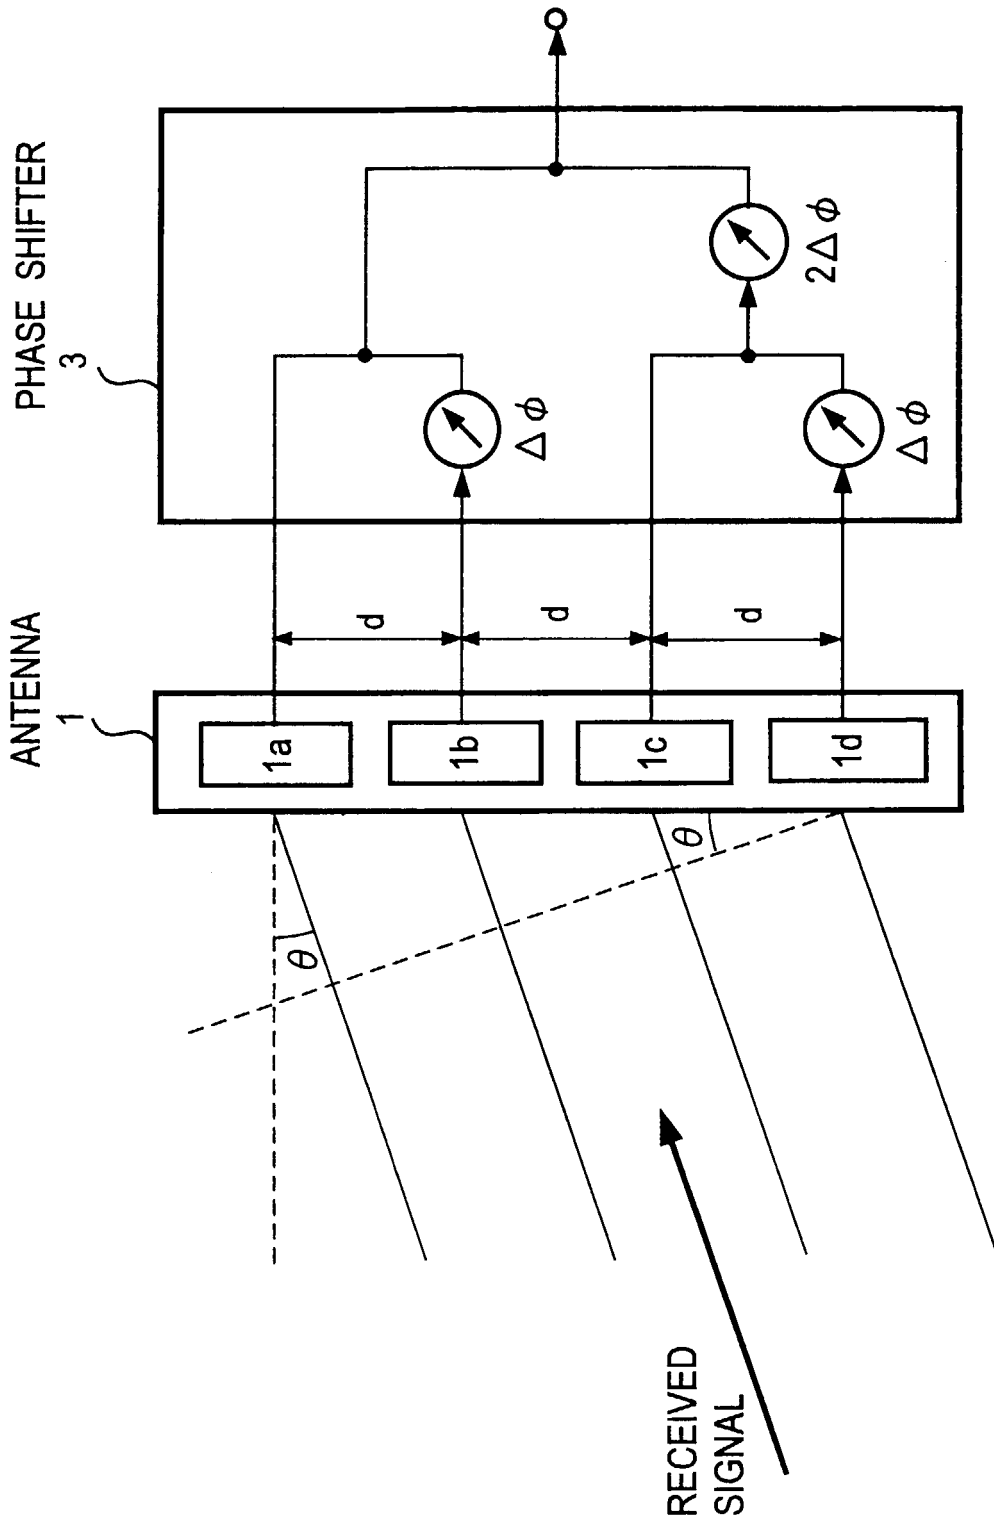 ANTENNA
1
PHASE SHIFTER
3
1a
1b
1c
1d
d
d
d
Δφ
Δφ
2Δφ
θ
θ
RECEIVED
SIGNAL